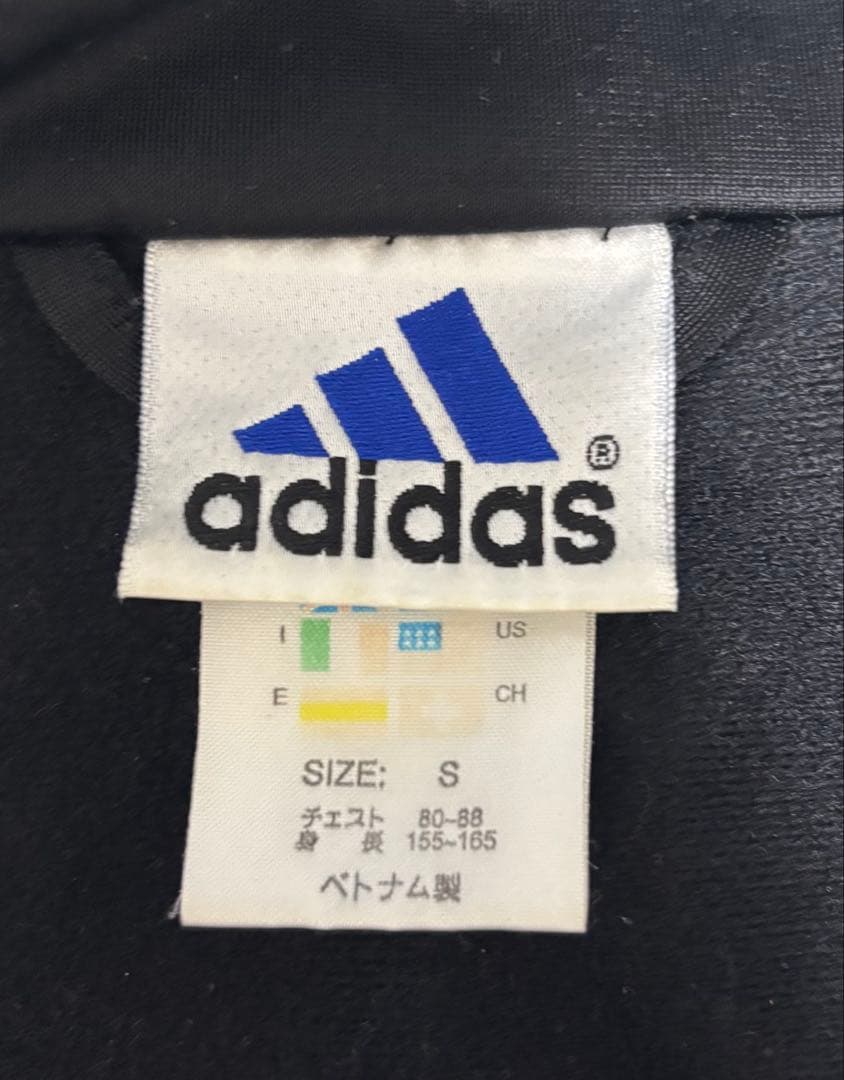 adidas®
I US
E CH
SIZE: S
チェスト 80~88
身 長 155~165
ベトナム製